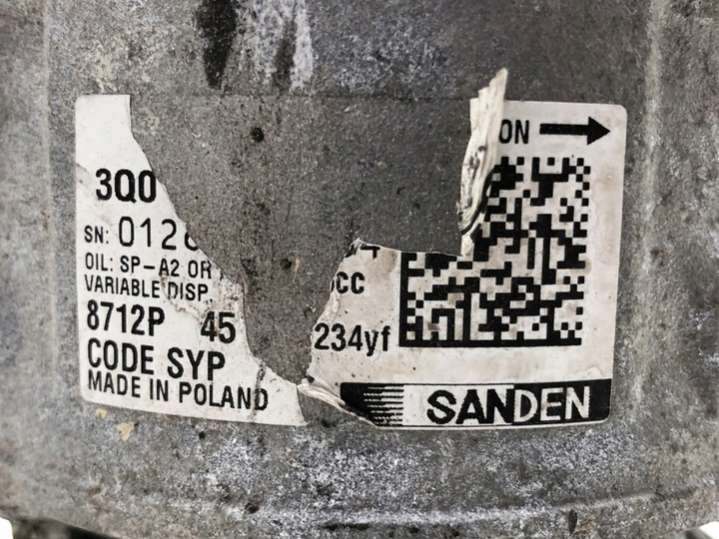 ON
3Q0
SN: 012
OIL: SP-A2 OR
VARIABLE DISP.
cc
8712P 45
234yf
CODE SYP
MADE IN POLAND
SANDEN